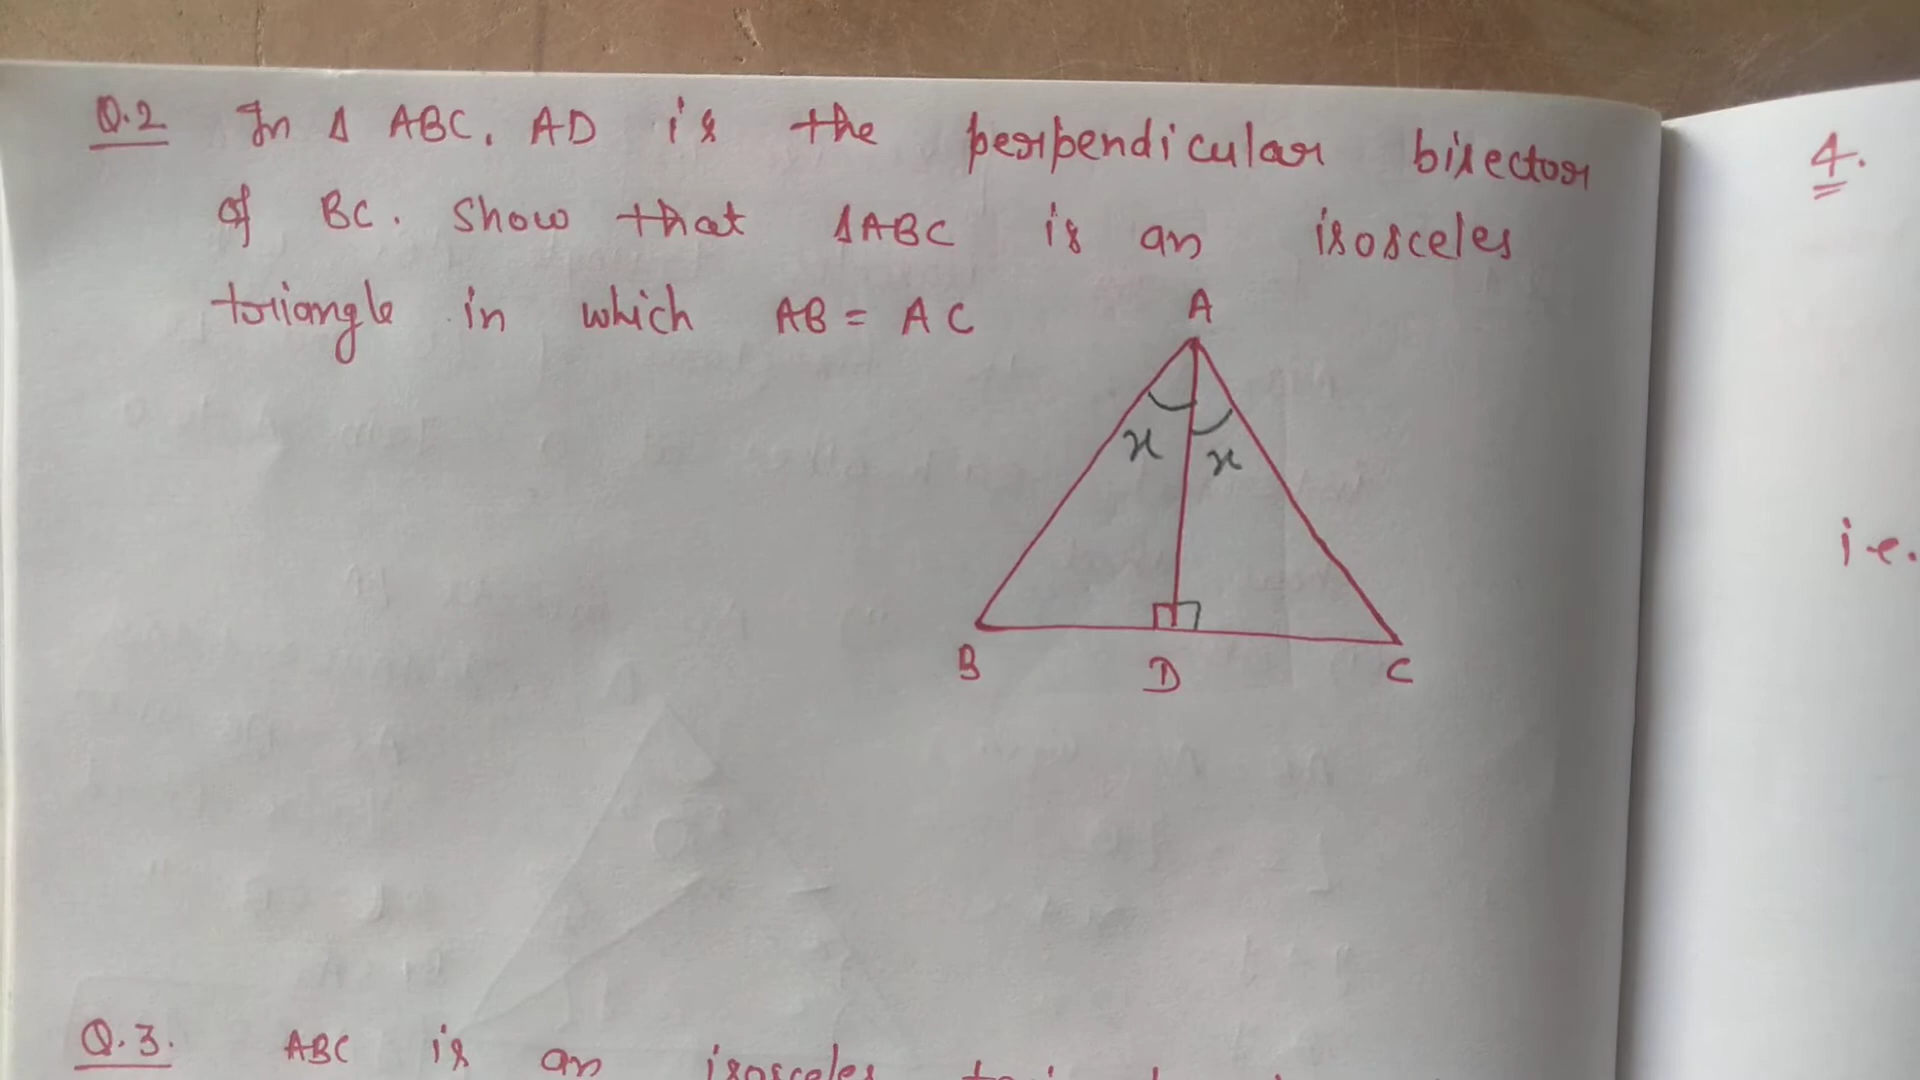 Q.2 In Δ ABC, AD is the perpendicular bisector
of BC. Show that ΔABC is an isosceles
triangle in which AB = AC
A
x x
B D C
Q.3. ABC is an isosceles
4.
i.e.